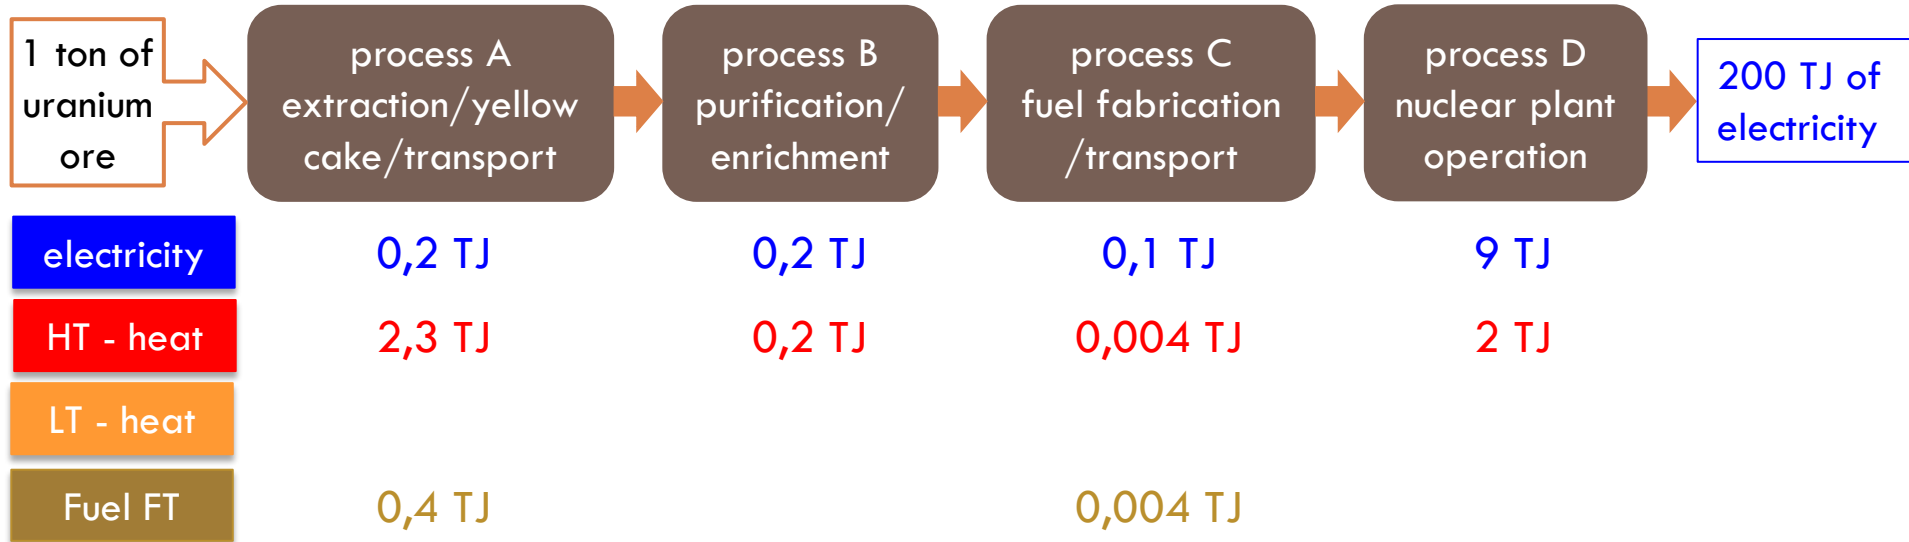 1 ton of
uranium
ore
process A
extraction/yellow
cake/transport
process B
purification/
enrichment
process C
fuel fabrication
/transport
process D
nuclear plant
operation
200 TJ of
electricity
electricity 0,2 TJ 0,2 TJ 0,1 TJ 9 TJ
HT - heat 2,3 TJ 0,2 TJ 0,004 TJ 2 TJ
LT - heat
Fuel FT 0,4 TJ 0,004 TJ